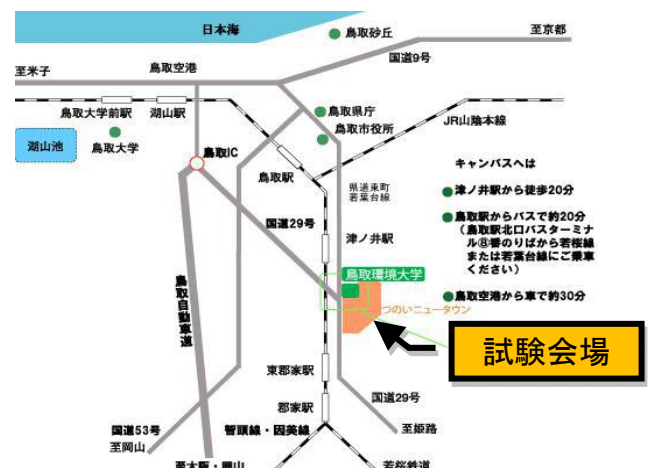 日本海
鳥取砂丘
至京都
国道9号
至米子
鳥取空港
鳥取大学前駅
湖山駅
鳥取県庁
鳥取市役所
JR山陰本線
湖山池
鳥取大学
鳥取IC
鳥取駅
県道東町
若葉台線
キャンパスへは
津ノ井駅から徒歩20分
鳥取駅からバスで約20分
(鳥取駅北口バスターミナ
ル⑧番のりばから若桜線
または若葉台線にご乗車
ください)
鳥取空港から車で約30分
国道29号
津ノ井駅
鳥取環境大学
つのいニュータウン
鳥取自動車道
試験会場
東郡家駅
郡家駅
国道29号
国道53号
至岡山
智頭線・因美線
至姫路
至大阪・岡山
若桜鉄道